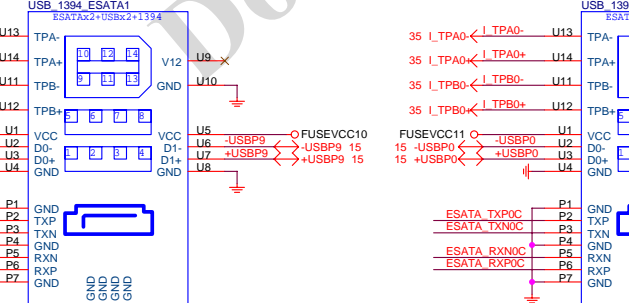 USB_1394_ESATA1
ESATAx2+USBx2+1394
U13 TPA-
U14 TPA+
U11 TPB-
U12 TPB+
10 12 14
9 11 13
5 6 7 8
1 2 3 4
V12 U9
GND U10
U1 VCC
U2 D0-
U3 D0+
U4 GND
VCC U5 FUSEVCC10
D1- U6 -USBP9 -USBP9 15
D1+ U7 +USBP9 +USBP9 15
GND U8
P1 GND
P2 TXP
P3 TXN
P4 GND
P5 RXN
P6 RXP
P7 GND
GND
GND
GND
GND
USB_139
ESAT
35 I_TPA0- I_TPA0- U13 TPA-
35 I_TPA0+ I_TPA0+ U14 TPA+
35 I_TPB0- I_TPB0- U11 TPB-
35 I_TPB0+ I_TPB0+ U12 TPB+
5
1
FUSEVCC11 U1 VCC
15 -USBP0 -USBP0 U2 D0-
15 +USBP0 +USBP0 U3 D0+
U4 GND
P1 GND
ESATA_TXP0C P2 TXP
ESATA_TXN0C P3 TXN
P4 GND
ESATA_RXN0C P5 RXN
ESATA_RXP0C P6 RXP
P7 GND